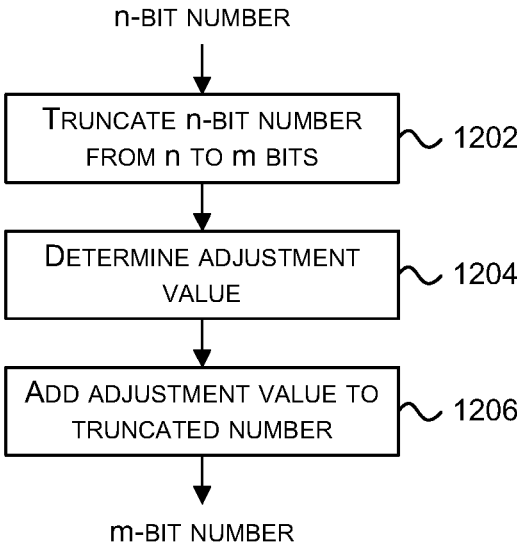 n-BIT NUMBER
TRUNCATE n-BIT NUMBER
FROM n TO m BITS
1202
DETERMINE ADJUSTMENT
VALUE
1204
ADD ADJUSTMENT VALUE TO
TRUNCATED NUMBER
1206
m-BIT NUMBER